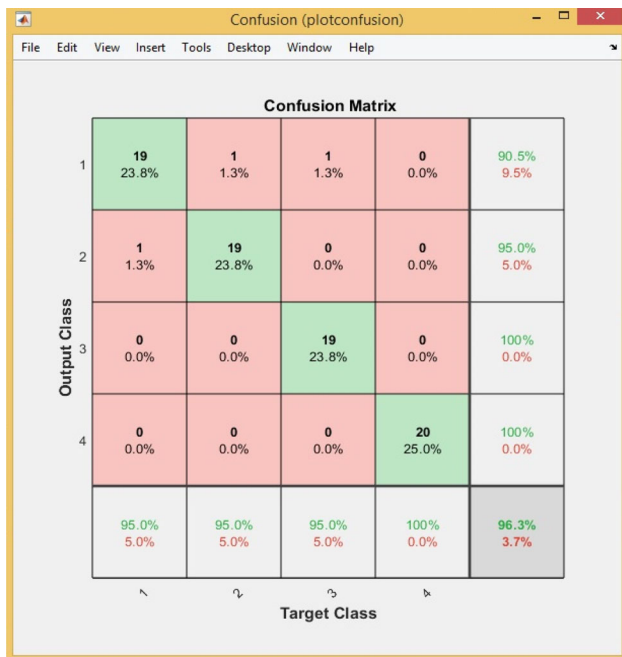 Confusion (plotconfusion)
File Edit View Insert Tools Desktop Window Help
Confusion Matrix
1 19 1 1 0 90.5%
23.8% 1.3% 1.3% 0.0% 9.5%
2 1 19 0 0 95.0%
1.3% 23.8% 0.0% 0.0% 5.0%
3 0 0 19 0 100%
0.0% 0.0% 23.8% 0.0% 0.0%
4 0 0 0 20 100%
0.0% 0.0% 0.0% 25.0% 0.0%
95.0% 95.0% 95.0% 100% 96.3%
5.0% 5.0% 5.0% 0.0% 3.7%
1 2 3 4
Output Class
Target Class